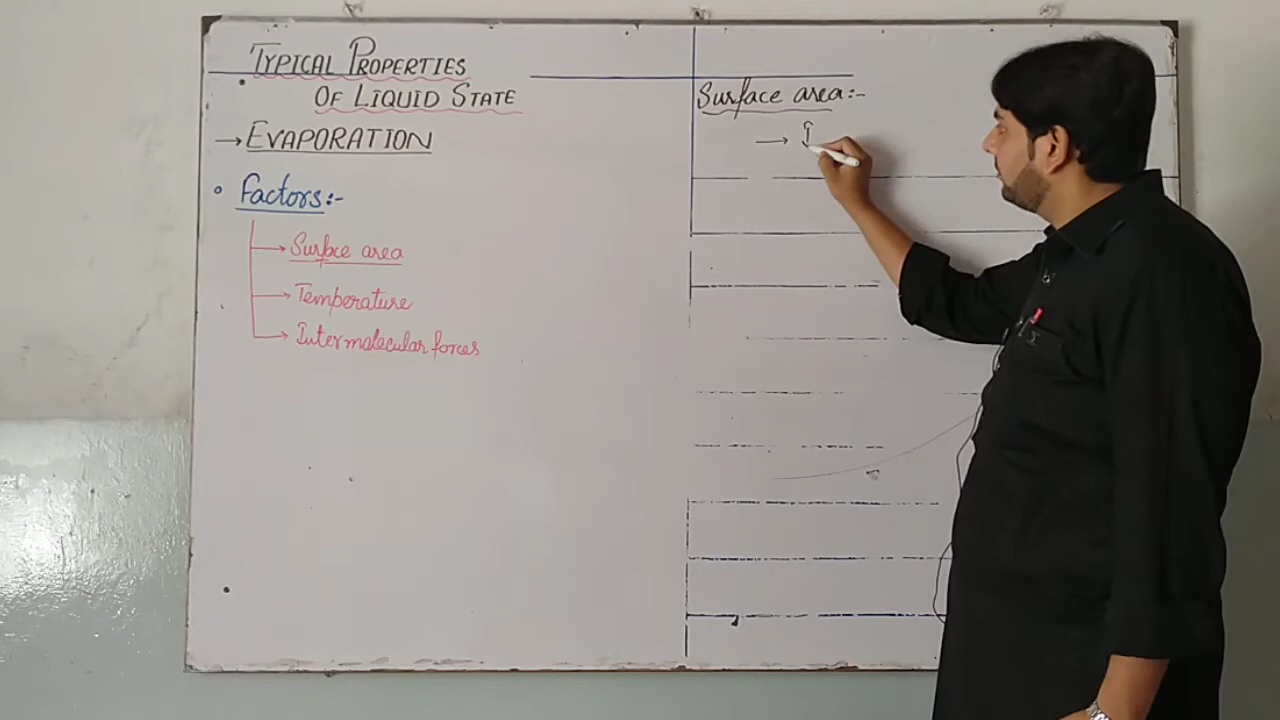 TYPICAL PROPERTIES
OF LIQUID STATE
→ EVAPORATION
° Factors:-
→ Surface area
→ Temperature
→ Intermolecular forces
Surface area:-
→ I